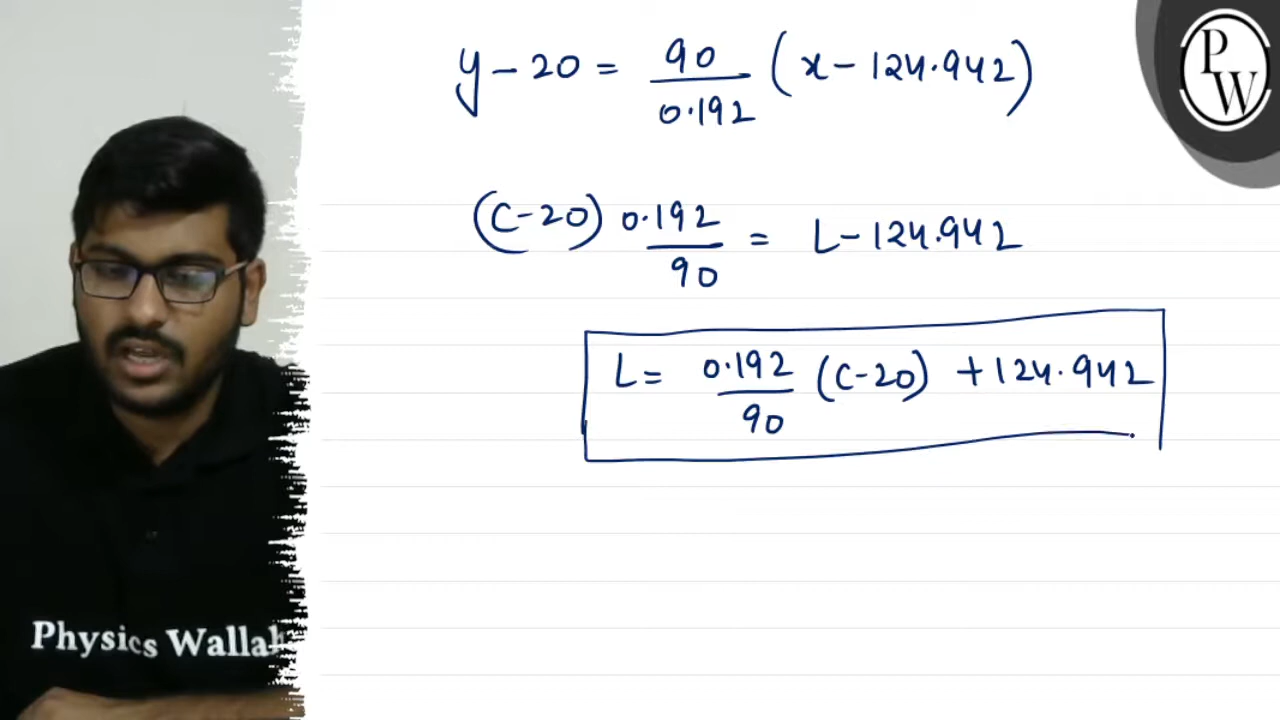 y - 20 = 90/0.192 (x - 124.942)
(C-20) 0.192/90 = L - 124.942
L = 0.192/90 (C-20) + 124.942
PW
Physics Wallah